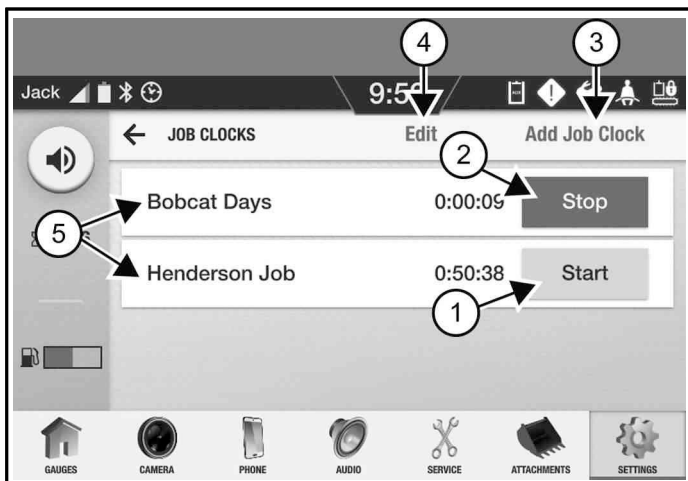 4
3
Jack
9:5
JOB CLOCKS
Edit
Add Job Clock
2
Bobcat Days
0:00:09
Stop
5
Henderson Job
0:50:38
Start
1
GAUGES
CAMERA
PHONE
AUDIO
SERVICE
ATTACHMENTS
SETTINGS